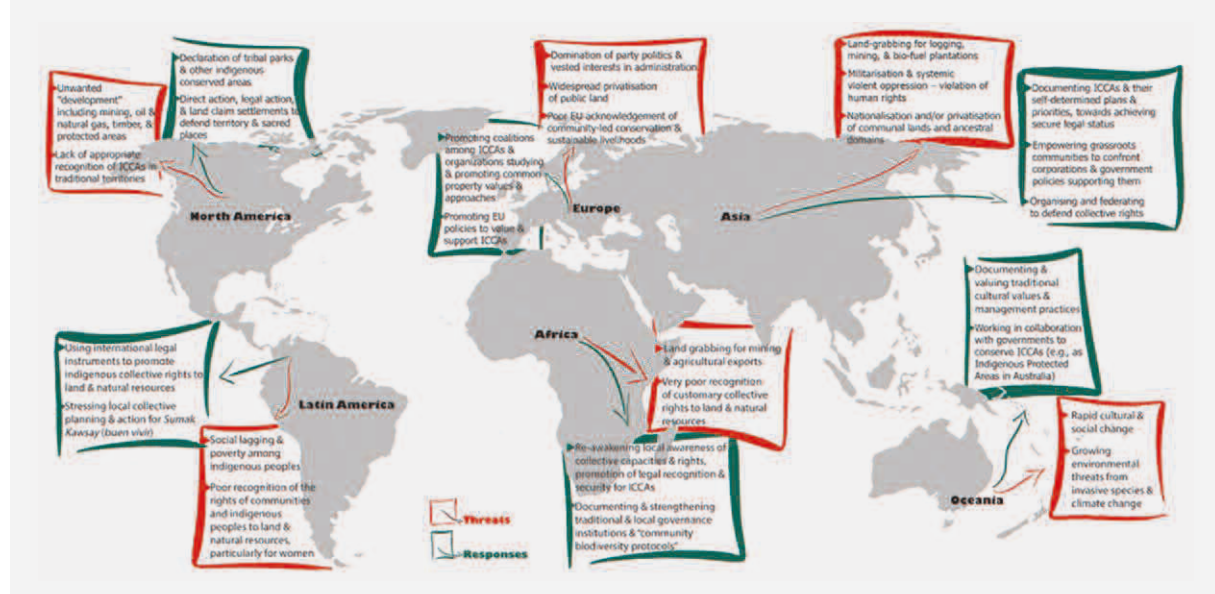 Unwanted
"development"
including mining, oil &
natural gas, timber, &
protected areas
Lack of appropriate
recognition of ICCAs in
traditional territories
Declaration of tribal parks
& other indigenous
conserved areas
Direct action, legal action,
& land claim settlements to
defend territory & sacred
places
North America
Domination of party politics &
vested interests in administration
Widespread privatisation
of public land
Poor EU acknowledgement of
community-led conservation &
sustainable livelihoods
Promoting coalitions
among ICCAs &
organizations studying
& promoting common
property values &
approaches
Promoting EU
policies to value &
support ICCAs
Europe
Land-grabbing for logging,
mining, & bio-fuel plantations
Militarisation & systemic
violent oppression – violation of
human rights
Nationalisation and/or privatisation
of communal lands and ancestral
domains
Documenting ICCAs & their
self-determined plans &
priorities, towards achieving
secure legal status
Empowering grassroots
communities to confront
corporations & government
policies supporting them
Organising and federating
to defend collective rights
Asia
Using international legal
instruments to promote
indigenous collective rights to
land & natural resources
Stressing local collective
planning & action for Sumak
Kawsay (buen vivir)
Latin America
Social lagging &
poverty among
indigenous peoples
Poor recognition of the
rights of communities
and indigenous
peoples to land &
natural resources,
particularly for women
Africa
Land grabbing for mining
& agricultural exports
Very poor recognition
of customary collective
rights to land & natural
resources
Re-awakening local awareness of
collective capacities & rights,
promotion of legal recognition &
security for ICCAs
Documenting & strengthening
traditional & local governance
institutions & "community
biodiversity protocols"
Documenting &
valuing traditional
cultural values &
management practices
Working in collaboration
with governments to
conserve ICCAs (e.g., as
Indigenous Protected
Areas in Australia)
Rapid cultural &
social change
Growing
environmental
threats from
invasive species &
climate change
Oceania
Threats
Responses